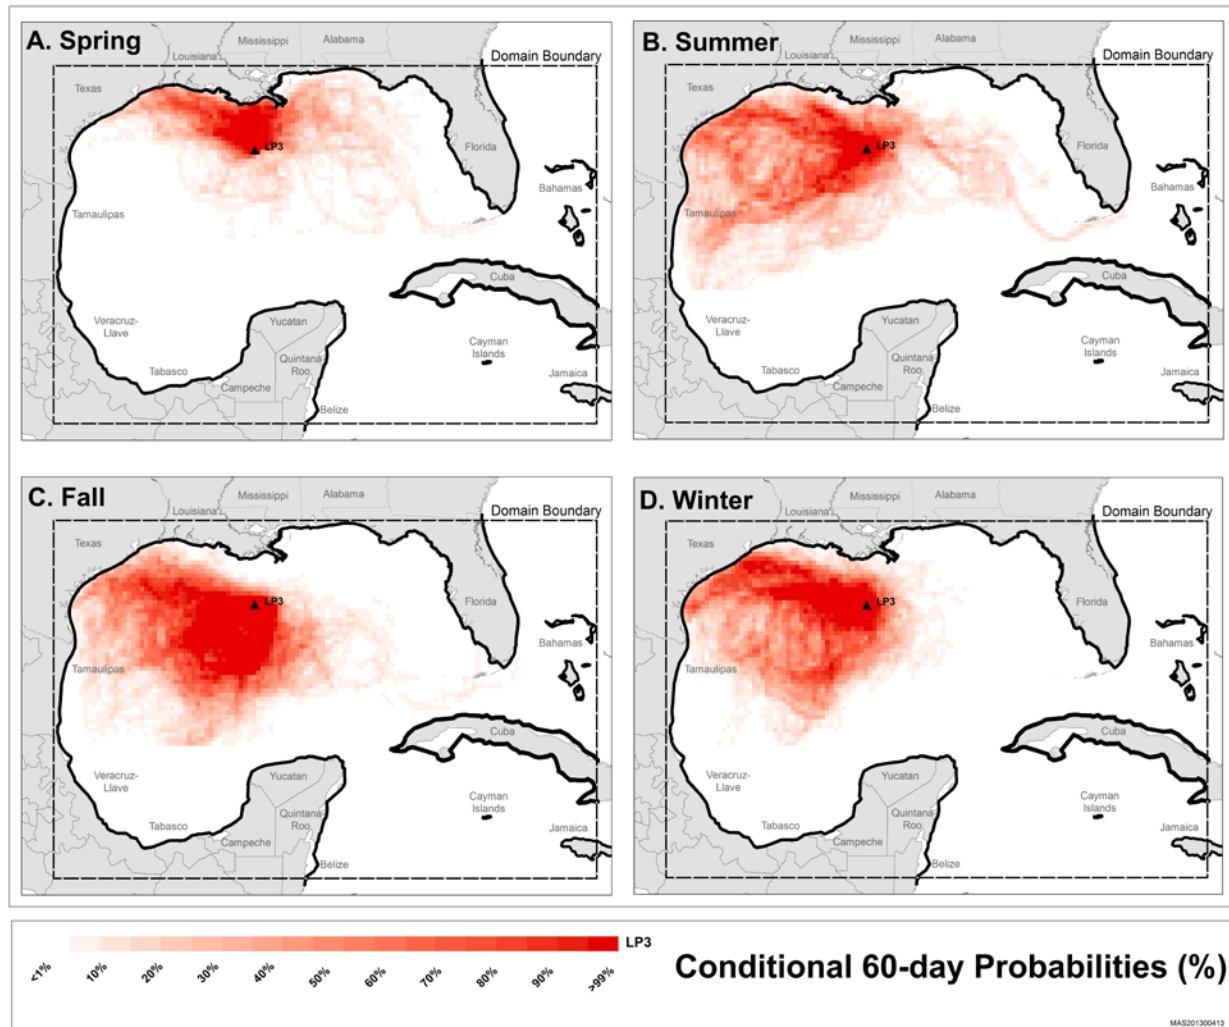 A. Spring
Mississippi
Alabama
Louisiana
Domain Boundary
Texas
LP3
Florida
Bahamas
Tamaulipas
Cuba
Veracruz-
Llave
Yucatan
Cayman
Islands
Quintana-
Roo
Tabasco
Campeche
Jamaica
Belize
B. Summer
Mississippi
Alabama
Louisiana
Domain Boundary
Texas
LP3
Florida
Bahamas
Tamaulipas
Cuba
Veracruz-
Llave
Yucatan
Cayman
Islands
Quintana-
Roo
Tabasco
Campeche
Jamaica
Belize
C. Fall
Mississippi
Alabama
Louisiana
Domain Boundary
Texas
LP3
Florida
Bahamas
Tamaulipas
Cuba
Veracruz-
Llave
Yucatan
Cayman
Islands
Quintana-
Roo
Tabasco
Campeche
Jamaica
Belize
D. Winter
Mississippi
Alabama
Louisiana
Domain Boundary
Texas
LP3
Florida
Bahamas
Tamaulipas
Cuba
Veracruz-
Llave
Yucatan
Cayman
Islands
Quintana-
Roo
Tabasco
Campeche
Jamaica
Belize
LP3
<1% 10% 20% 30% 40% 50% 60% 70% 80% 90% >99%
Conditional 60-day Probabilities (%)
MAS201300413